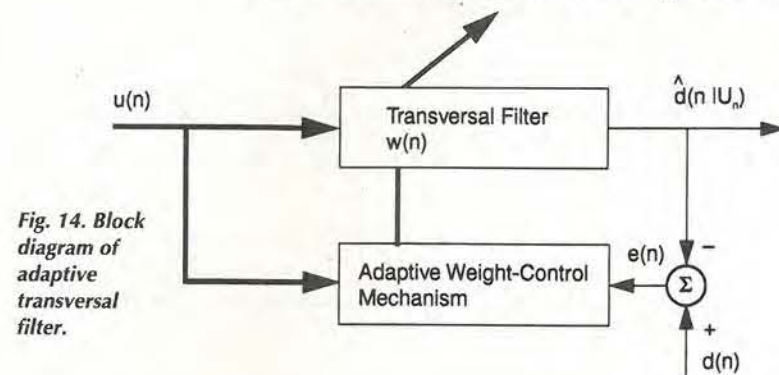 u(n)
Transversal Filter
w(n)
d̂(n |Uₙ)
Fig. 14. Block
diagram of
adaptive
transversal
filter.
Adaptive Weight-Control
Mechanism
e(n)
−
Σ
+
d(n)